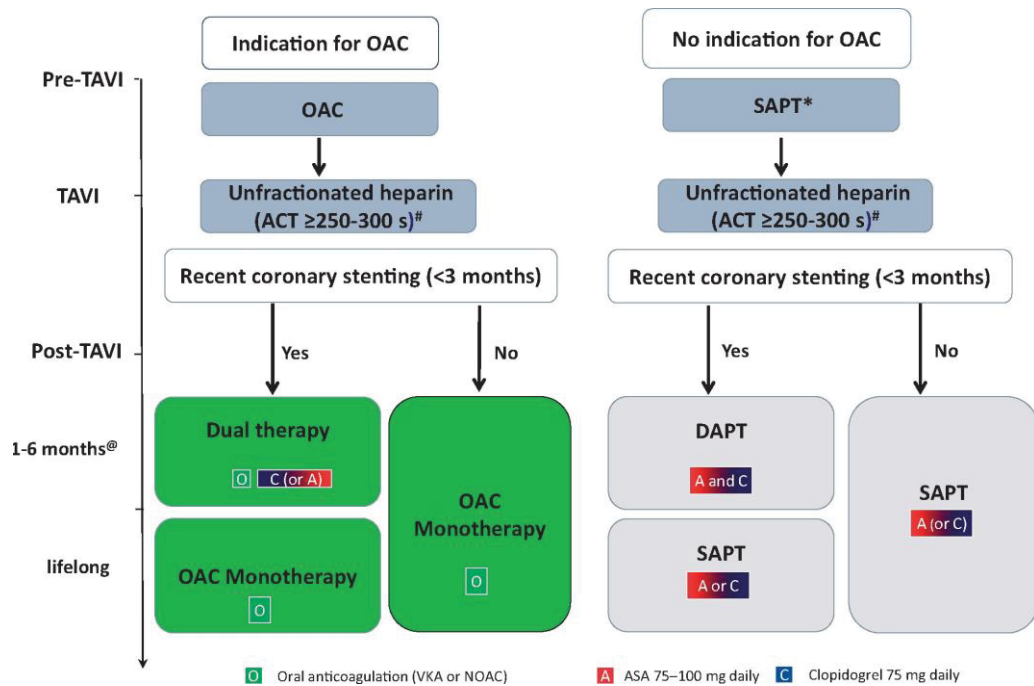 Indication for OAC
No indication for OAC
Pre-TAVI
OAC
SAPT*
TAVI
Unfractionated heparin
(ACT ≥250-300 s)#
Unfractionated heparin
(ACT ≥250-300 s)#
Recent coronary stenting (<3 months)
Recent coronary stenting (<3 months)
Post-TAVI
Yes
No
Yes
No
1-6 months@
Dual therapy
O C (or A)
OAC
Monotherapy
O
DAPT
A and C
SAPT
A (or C)
lifelong
OAC Monotherapy
O
SAPT
A or C
O Oral anticoagulation (VKA or NOAC)
A ASA 75–100 mg daily
C Clopidogrel 75 mg daily